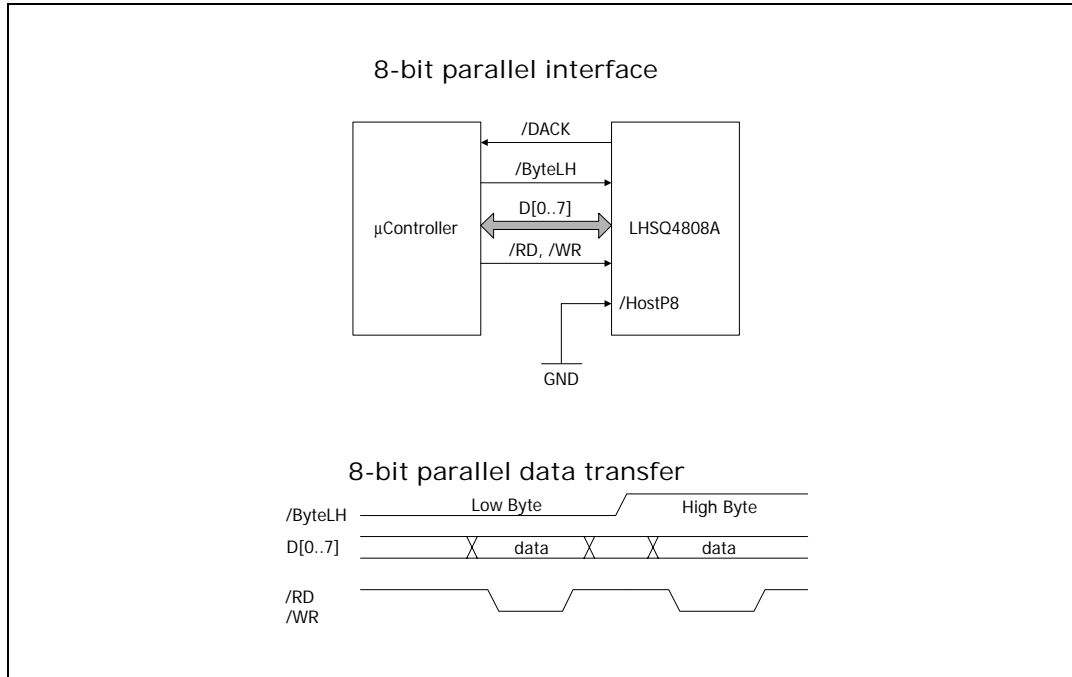 8-bit parallel interface
/DACK
/ByteLH
D[0..7]
µController
LHSQ4808A
/RD, /WR
/HostP8
GND
8-bit parallel data transfer
/ByteLH
Low Byte
High Byte
D[0..7]
data
data
/RD
/WR